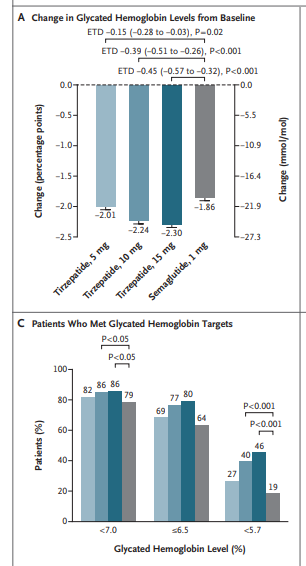 A Change in Glycated Hemoglobin Levels from Baseline
ETD −0.15 (−0.28 to −0.03), P=0.02
ETD −0.39 (−0.51 to −0.26), P<0.001
ETD −0.45 (−0.57 to −0.32), P<0.001
0.0 0.0
−0.5 −5.5
−1.0 −10.9
−1.5 −16.4
−2.0 −21.9
−2.5 −27.3
Change (percentage points)
Change (mmol/mol)
−2.01
−2.24
−2.30
−1.86
Tirzepatide, 5 mg
Tirzepatide, 10 mg
Tirzepatide, 15 mg
Semaglutide, 1 mg
C Patients Who Met Glycated Hemoglobin Targets
P<0.05
P<0.05
P<0.001
P<0.001
100
80
60
40
20
0
Patients (%)
82 86 86 79
69 77 80 64
27 40 46 19
<7.0 ≤6.5 <5.7
Glycated Hemoglobin Level (%)